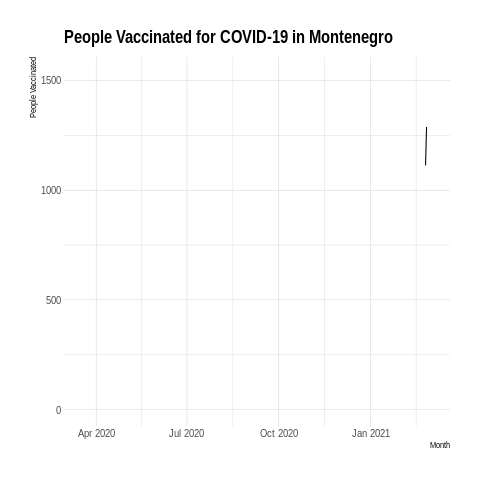 People Vaccinated for COVID-19 in Montenegro
People Vaccinated
1500
1000
500
0
Apr 2020
Jul 2020
Oct 2020
Jan 2021
Month